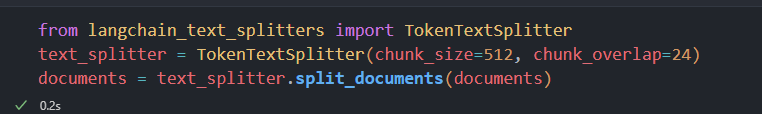 from langchain_text_splitters import TokenTextSplitter
text_splitter = TokenTextSplitter(chunk_size=512, chunk_overlap=24)
documents = text_splitter.split_documents(documents)
✓ 0.2s